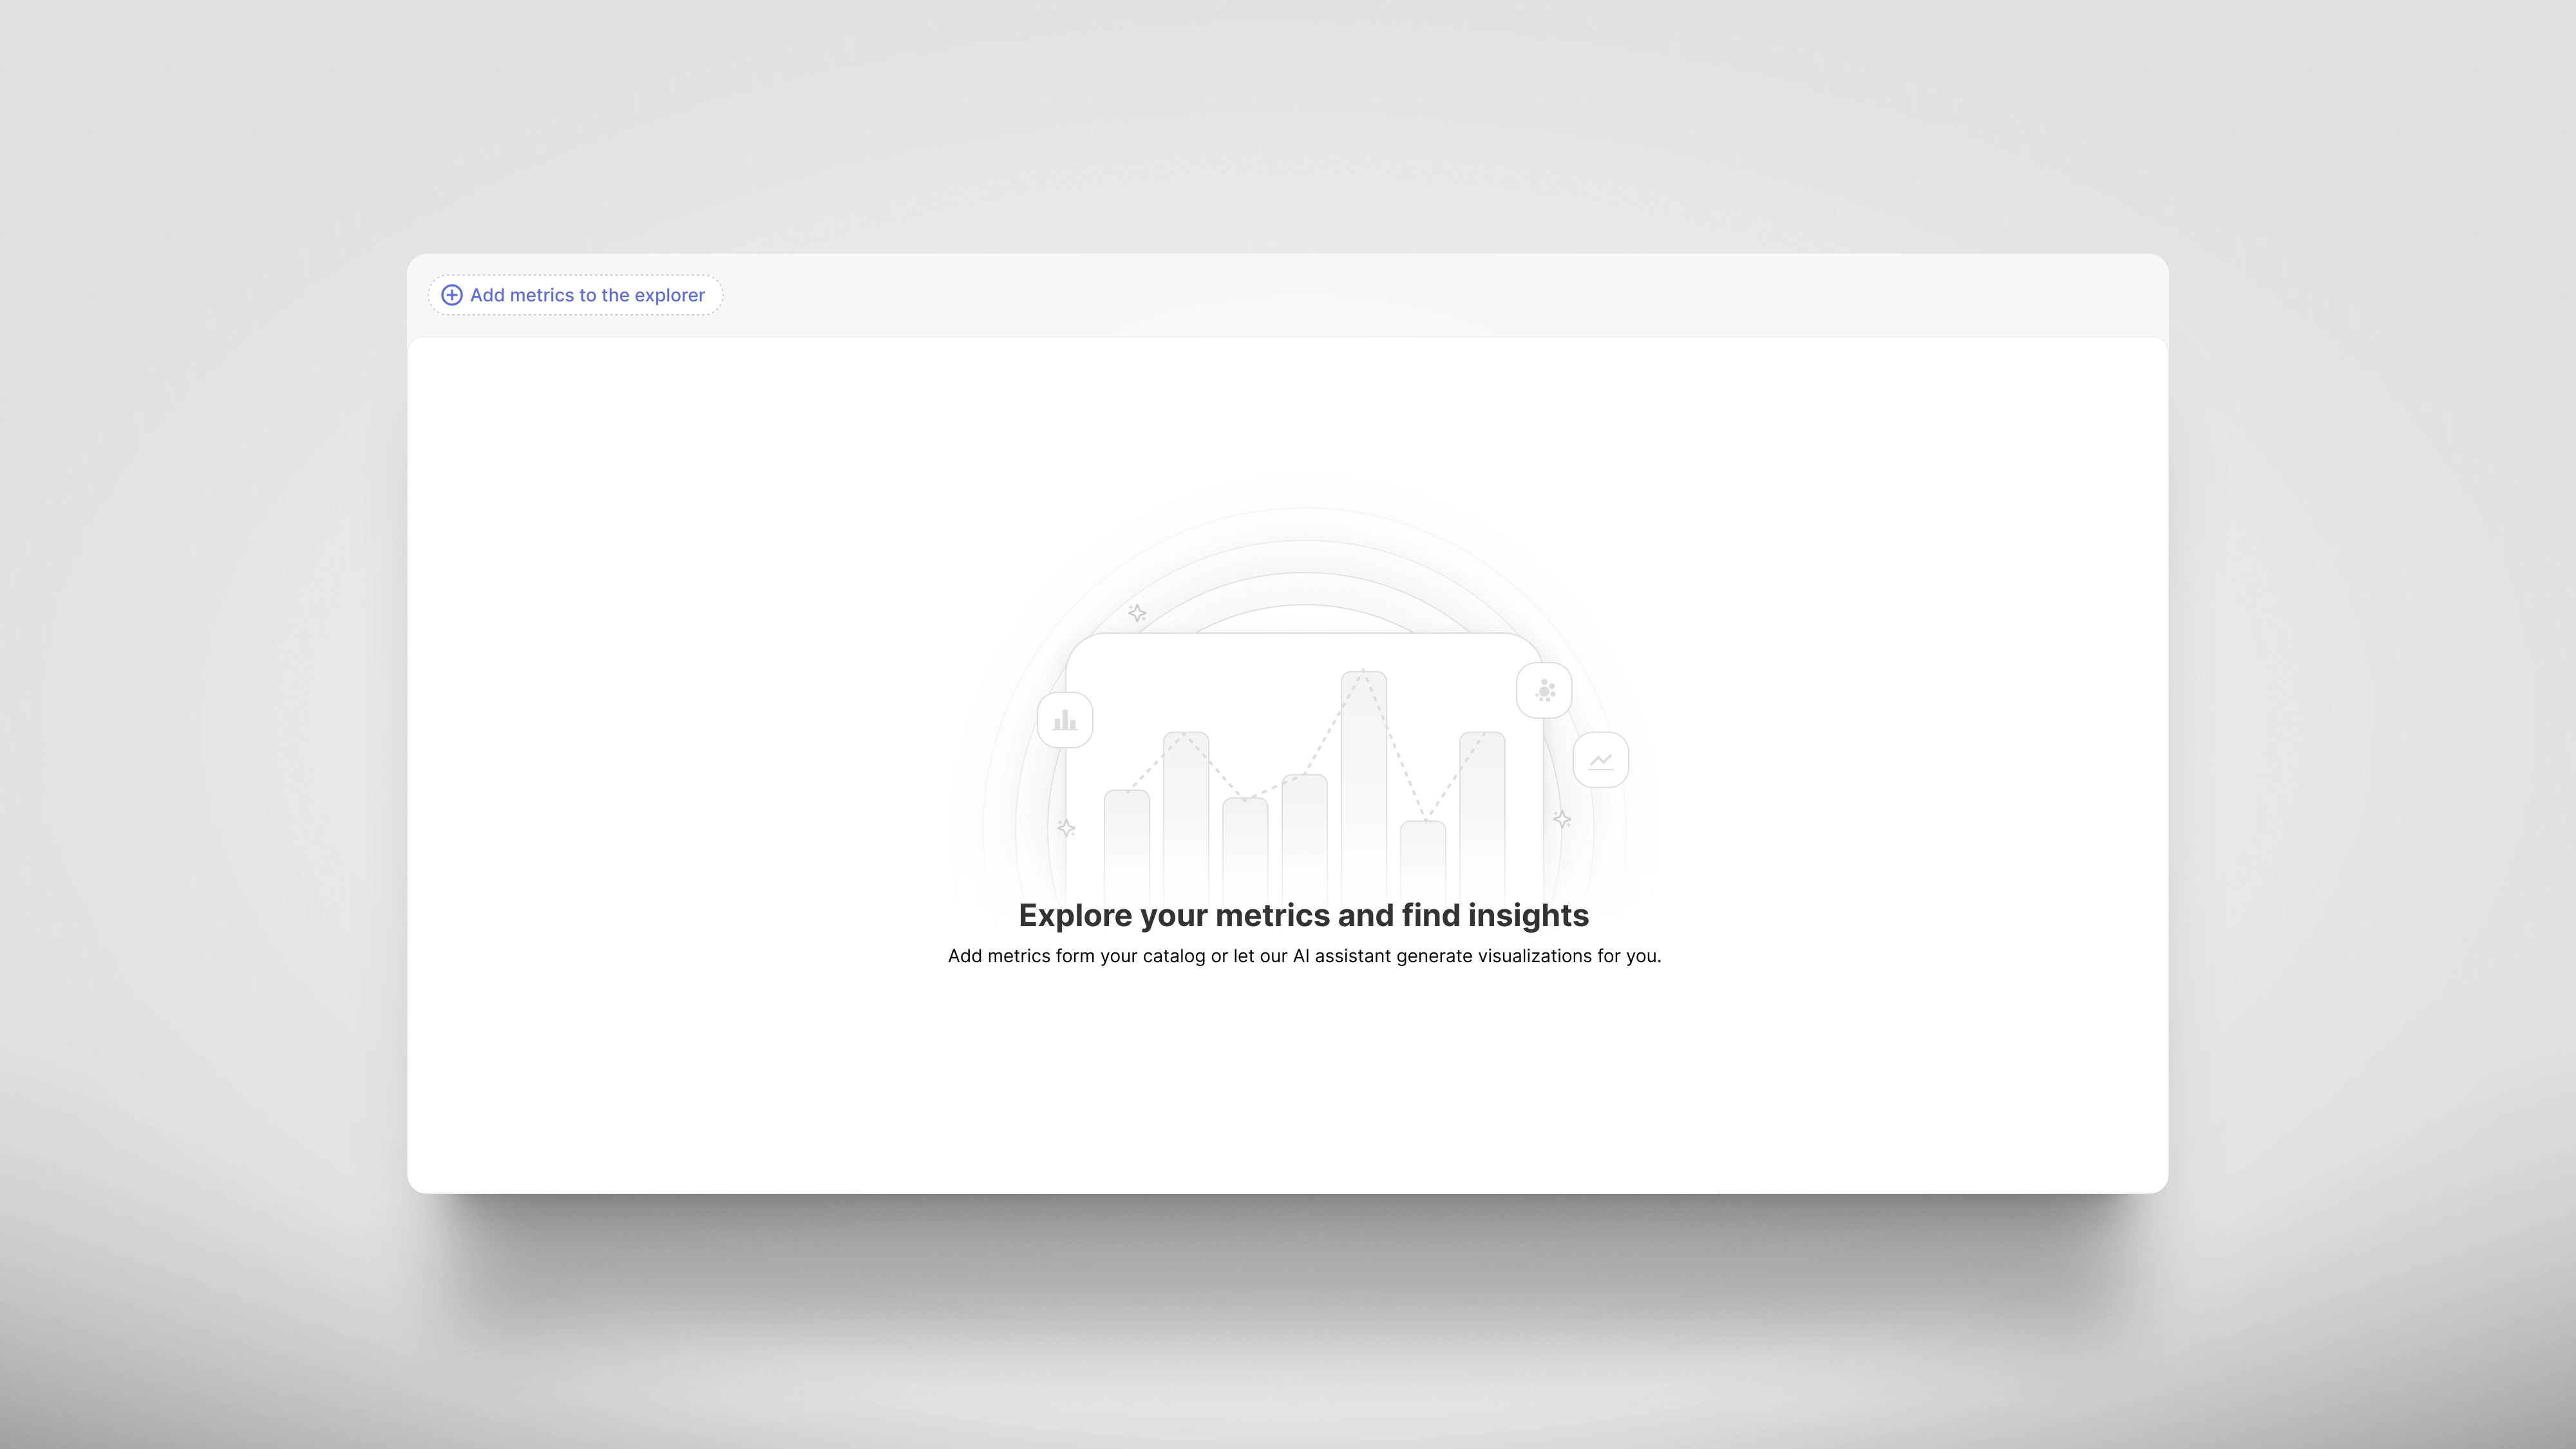 Add metrics to the explorer
Explore your metrics and find insights
Add metrics form your catalog or let our AI assistant generate visualizations for you.